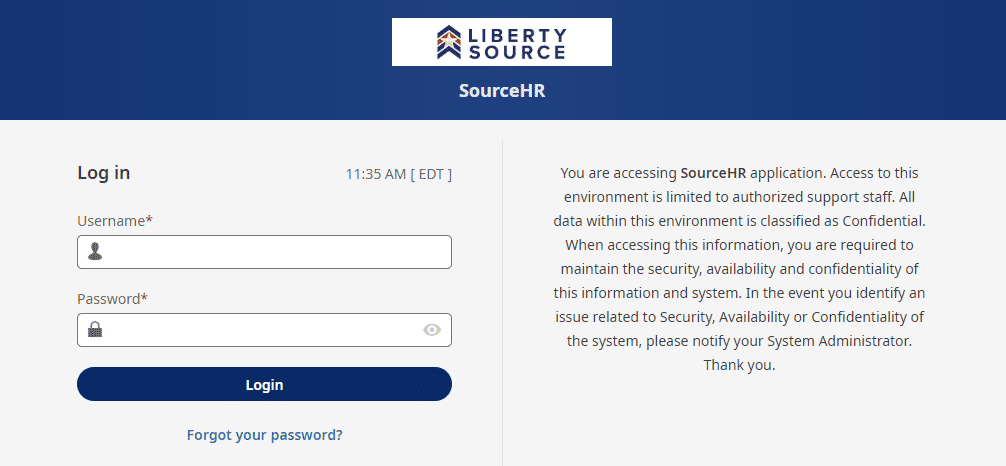 LIBERTY
SOURCE
SourceHR
Log in
11:35 AM [ EDT ]
Username*
Password*
Login
Forgot your password?
You are accessing SourceHR application. Access to this
environment is limited to authorized support staff. All
data within this environment is classified as Confidential.
When accessing this information, you are required to
maintain the security, availability and confidentiality of
this information and system. In the event you identify an
issue related to Security, Availability or Confidentiality of
the system, please notify your System Administrator.
Thank you.